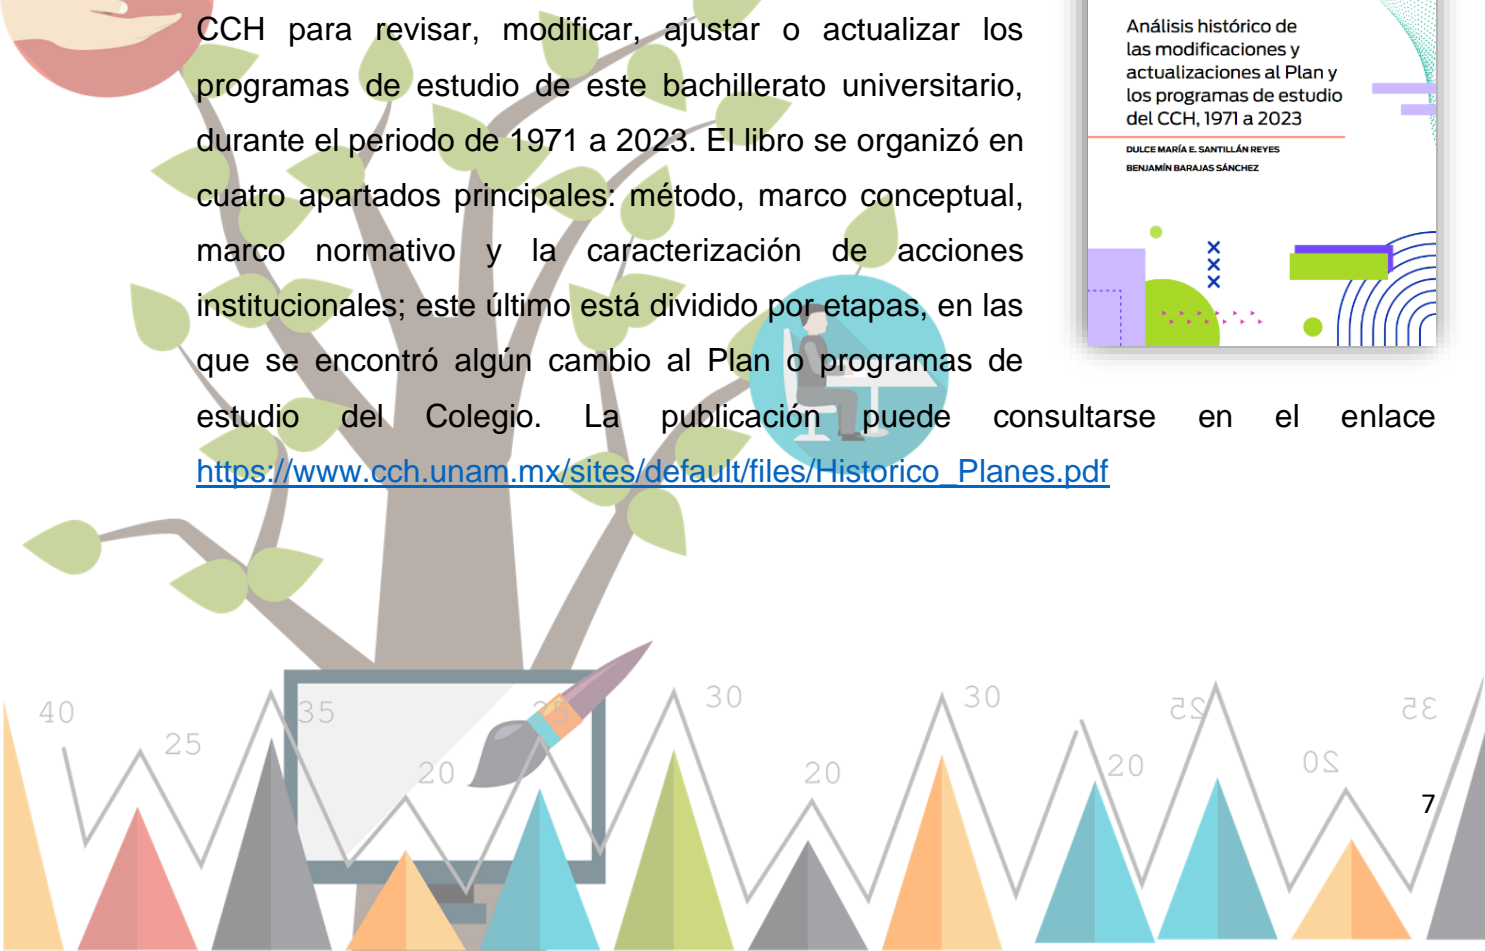 CCH para revisar, modificar, ajustar o actualizar los
programas de estudio de este bachillerato universitario,
durante el periodo de 1971 a 2023. El libro se organizó en
cuatro apartados principales: método, marco conceptual,
marco normativo y la caracterización de acciones
institucionales; este último está dividido por etapas, en las
que se encontró algún cambio al Plan o programas de
estudio del Colegio. La publicación puede consultarse en el enlace
https://www.cch.unam.mx/sites/default/files/Historico_Planes.pdf
Análisis histórico de
las modificaciones y
actualizaciones al Plan y
los programas de estudio
del CCH, 1971 a 2023
DULCE MARÍA E. SANTILLÁN REYES
BENJAMÍN BARAJAS SÁNCHEZ
40
25
35
20
25
30
20
30
20
25
20
35
7